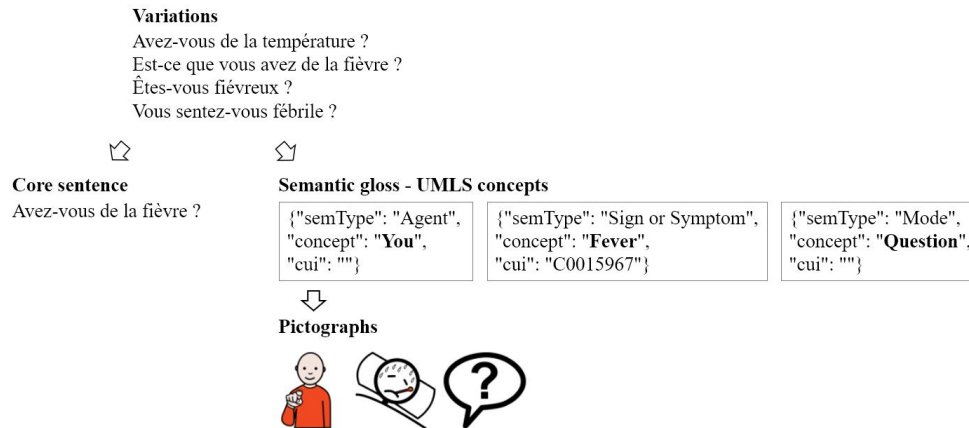 Variations
Avez-vous de la température ?
Est-ce que vous avez de la fièvre ?
Êtes-vous fiévreux ?
Vous sentez-vous fébrile ?
Core sentence
Avez-vous de la fièvre ?
Semantic gloss - UMLS concepts
{"semType": "Agent",
"concept": "You",
"cui": ""}
{"semType": "Sign or Symptom",
"concept": "Fever",
"cui": "C0015967"}
{"semType": "Mode",
"concept": "Question",
"cui": ""}
Pictographs
?